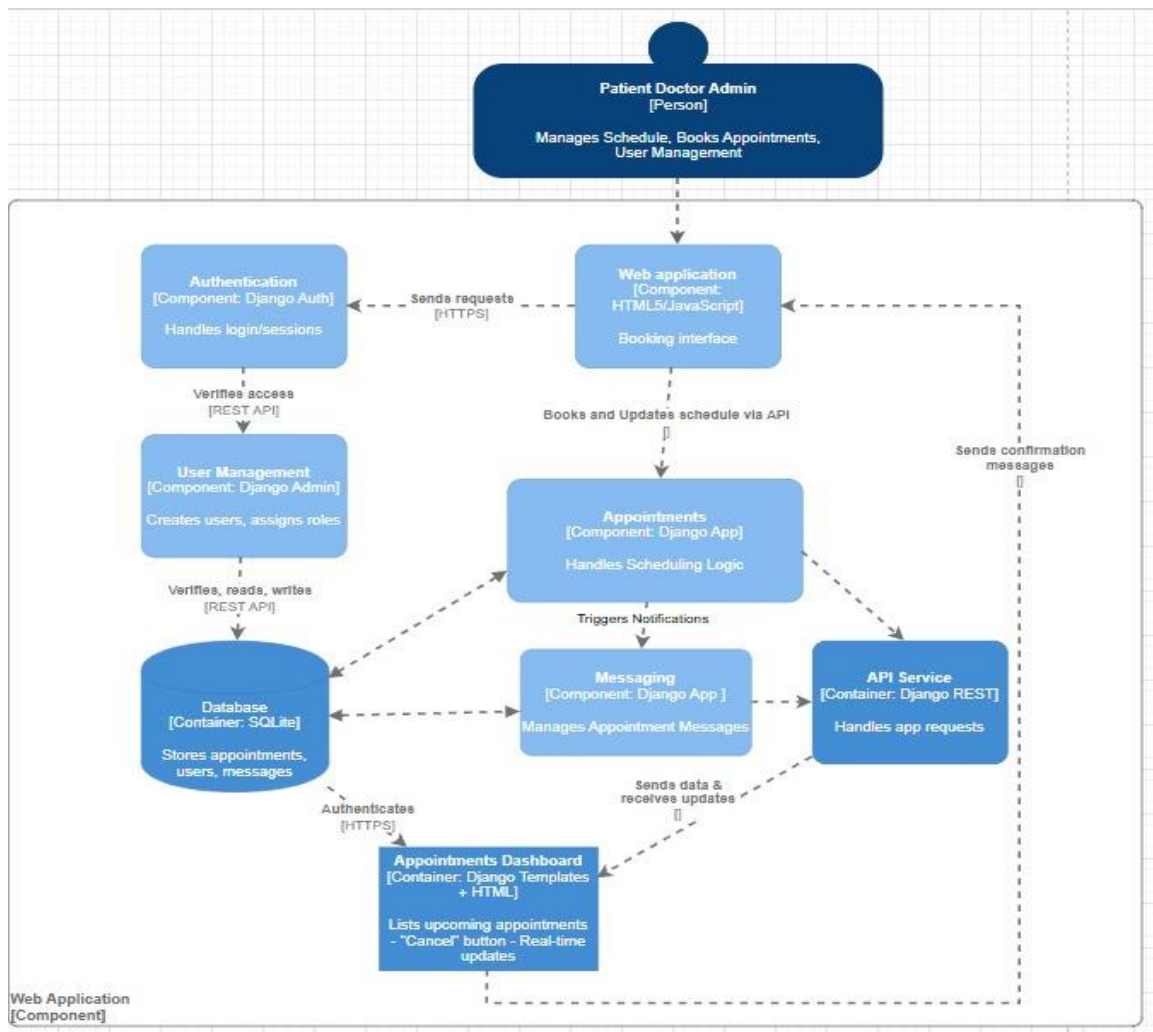 Patient Doctor Admin
[Person]
Manages Schedule, Books Appointments,
User Management
Authentication
[Component: Django Auth]
Handles login/sessions
Sends requests
[HTTPS]
Web application
[Component:
HTML5/JavaScript]
Booking interface
Verifies access
[REST API]
Books and Updates schedule via API
[]
User Management
[Component: Django Admin]
Creates users, assigns roles
Sends confirmation
messages
[]
Appointments
[Component: Django App]
Handles Scheduling Logic
Verifies, reads, writes
[REST API]
Triggers Notifications
Database
[Container: SQLite]
Stores appointments,
users, messages
Messaging
[Component: Django App ]
Manages Appointment Messages
API Service
[Container: Django REST]
Handles app requests
Sends data &
receives updates
[]
Authenticates
[HTTPS]
Appointments Dashboard
[Container: Django Templates
+ HTML]
Lists upcoming appointments
- "Cancel" button - Real-time
updates
Web Application
[Component]